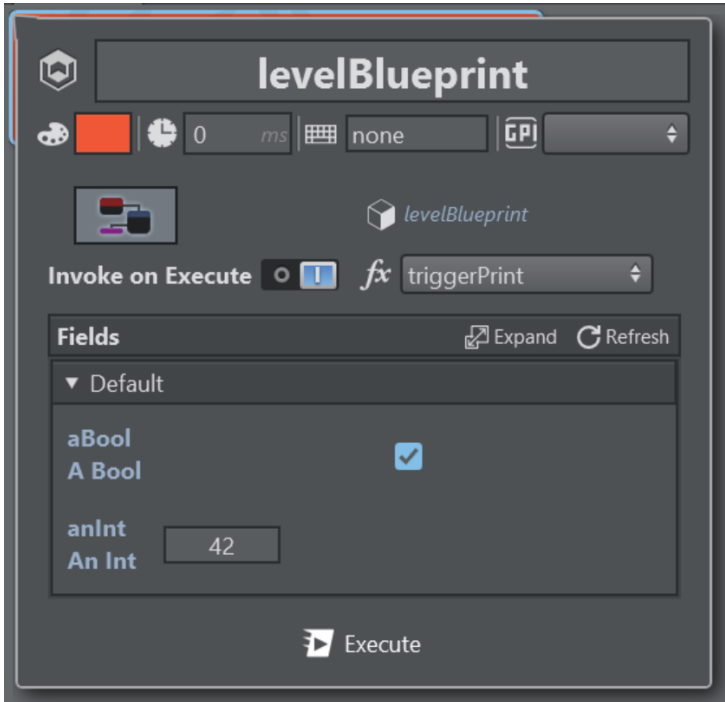 levelBlueprint
0 ms none GPI
levelBlueprint
Invoke on Execute fx triggerPrint
Fields Expand Refresh
Default
aBool
A Bool
anInt
42
An Int
Execute